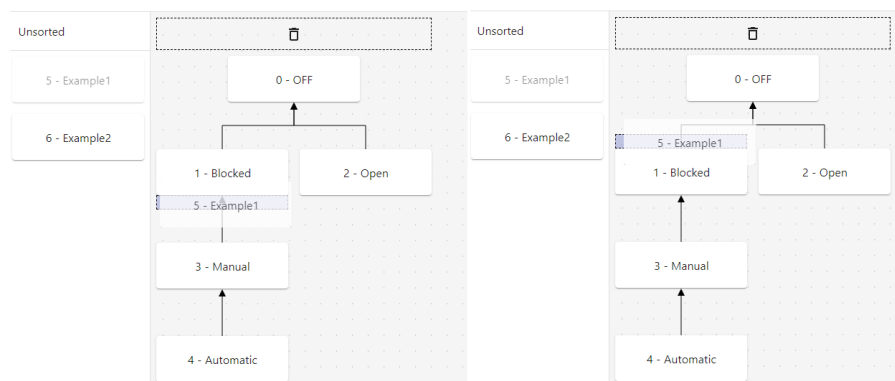 Unsorted
5 - Example1
6 - Example2
0 - OFF
1 - Blocked
2 - Open
5 - Example1
3 - Manual
4 - Automatic
Unsorted
5 - Example1
6 - Example2
0 - OFF
5 - Example1
1 - Blocked
2 - Open
3 - Manual
4 - Automatic